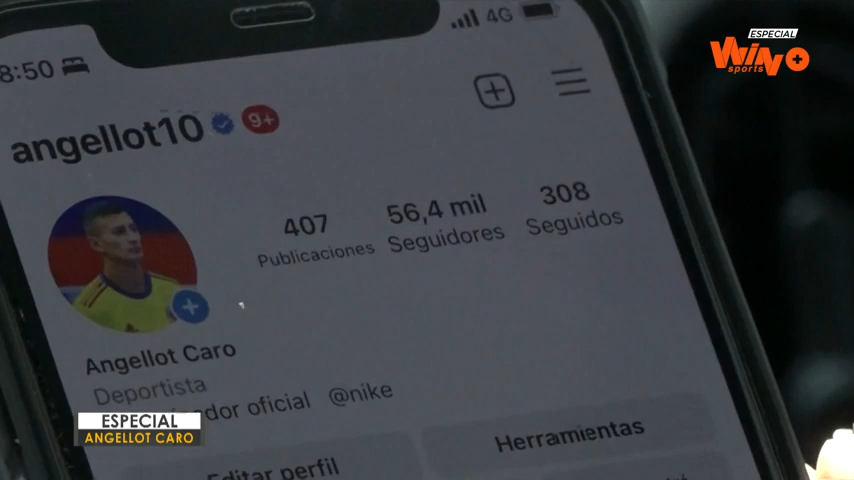 8:50
4G
ESPECIAL
WIN+
sports
angellot10
9+
407
Publicaciones
56,4 mil
Seguidores
308
Seguidos
Angellot Caro
Deportista
dor oficial @nike
Editar perfil
Herramientas
ESPECIAL
ANGELLOT CARO